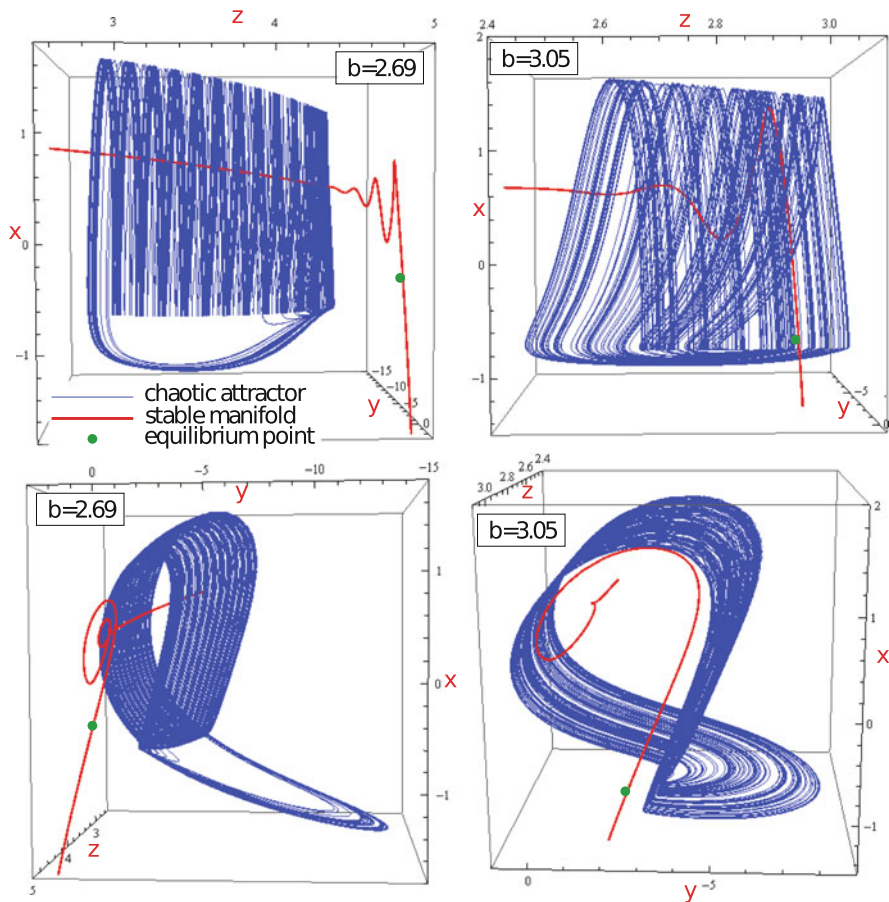 z
3 4 5
b=2.69
1
x
0
−1
−15
−10
−5
y
0
chaotic attractor
stable manifold
equilibrium point
z
2.4 2.6 2.8 3.0
2
b=3.05
1
x
0
−1
−5
y
0
0 −5 −10 −15
y
b=2.69
1
0
x
−1
3
z
4
5
2.4
2.6
2.8
3.0
z
2
b=3.05
1
x
0
−1
0 y −5